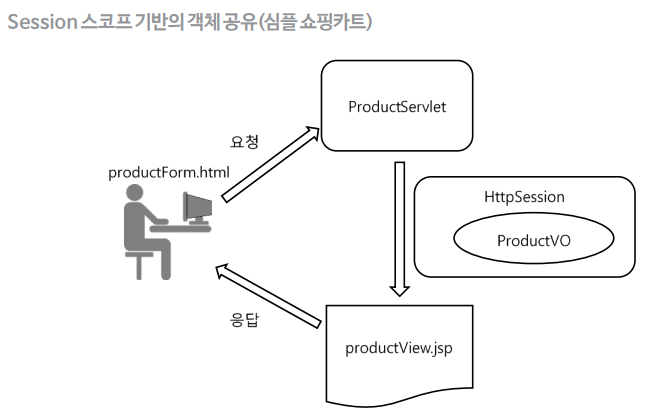 Session 스코프 기반의 객체 공유(심플 쇼핑카트)
ProductServlet
요청
productForm.html
HttpSession
ProductVO
응답
productView.jsp